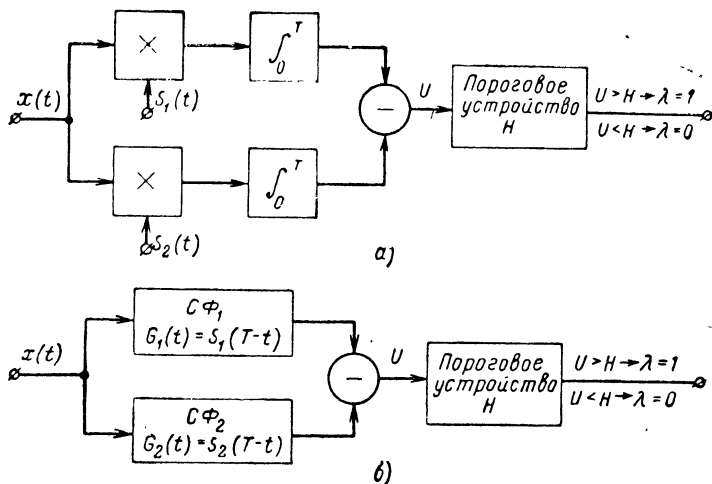 x(t)
×
S₁(t)
∫₀ᵀ
×
S₂(t)
∫₀ᵀ
−
U
Пороговое
устройство
H
U > H → λ = 1
U < H → λ = 0
а)
x(t)
СФ₁
G₁(t) = S₁(T-t)
СФ₂
G₂(t) = S₂(T-t)
−
U
Пороговое
устройство
H
U > H → λ = 1
U < H → λ = 0
в)